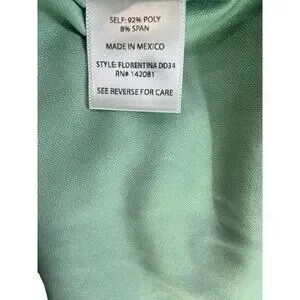 SELF: 92% POLY
8% SPAN
MADE IN MEXICO
STYLE: FLORENTINA DD34
RN# 142081
SEE REVERSE FOR CARE